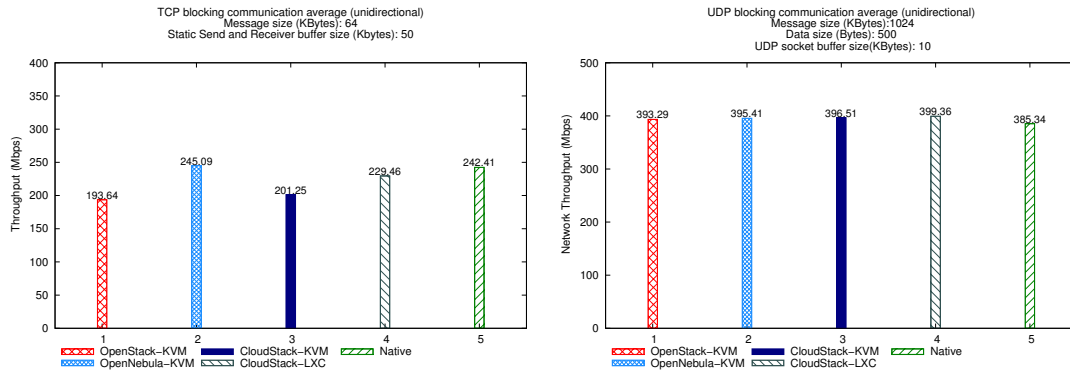 TCP blocking communication average (unidirectional)
Message size (KBytes): 64
Static Send and Receiver buffer size (Kbytes): 50
Throughput (Mbps)
400
350
300
250
200
150
100
50
0
193.64
245.09
201.25
229.46
242.41
1 2 3 4 5
OpenStack-KVM CloudStack-KVM Native
OpenNebula-KVM CloudStack-LXC
UDP blocking communication average (unidirectional)
Message size (KBytes):1024
Data size (Bytes): 500
UDP socket buffer size(KBytes): 10
Network Throughput (Mbps)
500
400
300
200
100
0
393.29
395.41
396.51
399.36
385.34
1 2 3 4 5
OpenStack-KVM CloudStack-KVM Native
OpenNebula-KVM CloudStack-LXC